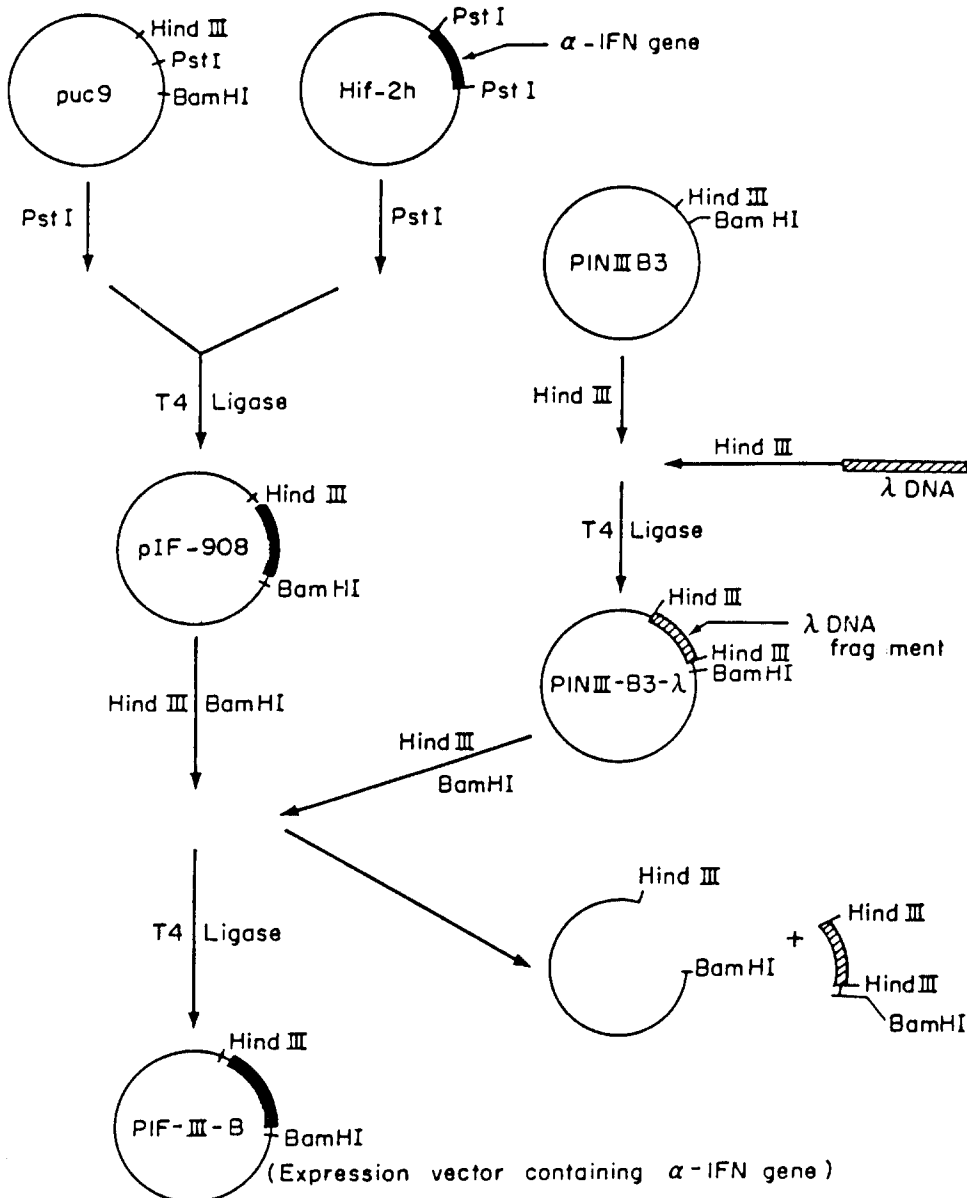 Hind III
Pst I
BamHI
puc9
Pst I
α-IFN gene
Pst I
Hif-2h
Pst I
Pst I
Hind III
Bam HI
PIN III B3
T4 Ligase
Hind III
Hind III
λ DNA
Hind III
pIF-908
BamHI
T4 Ligase
Hind III
λ DNA
fragment
Hind III
BamHI
PINIII-B3-λ
Hind III BamHI
Hind III
BamHI
T4 Ligase
Hind III
BamHI
+
Hind III
Hind III
BamHI
Hind III
PIF-III-B
BamHI
(Expression vector containing α-IFN gene)